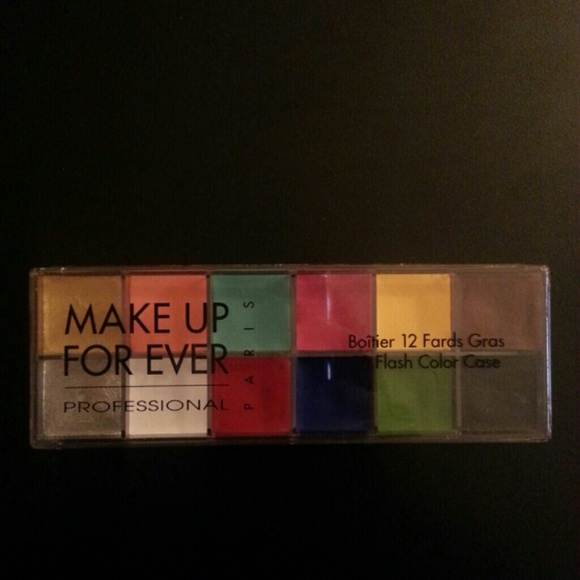 MAKE UP
FOR EVER
PROFESSIONAL
PARIS
Boîtier 12 Fards Gras
Flash Color Case